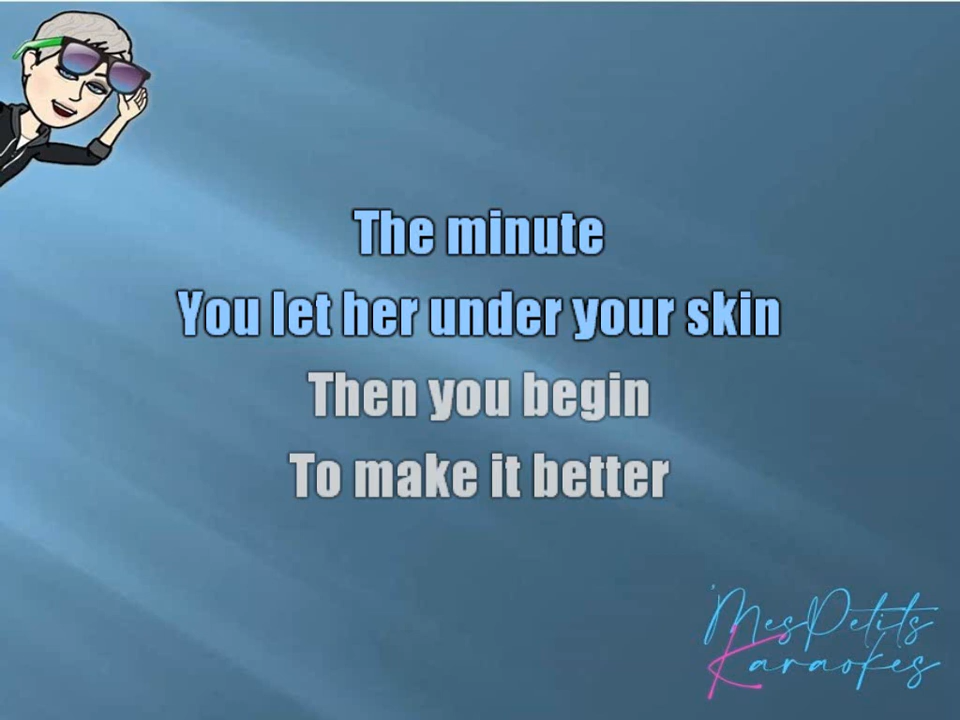 The minute
You let her under your skin
Then you begin
To make it better
MesPetits
Karaokes